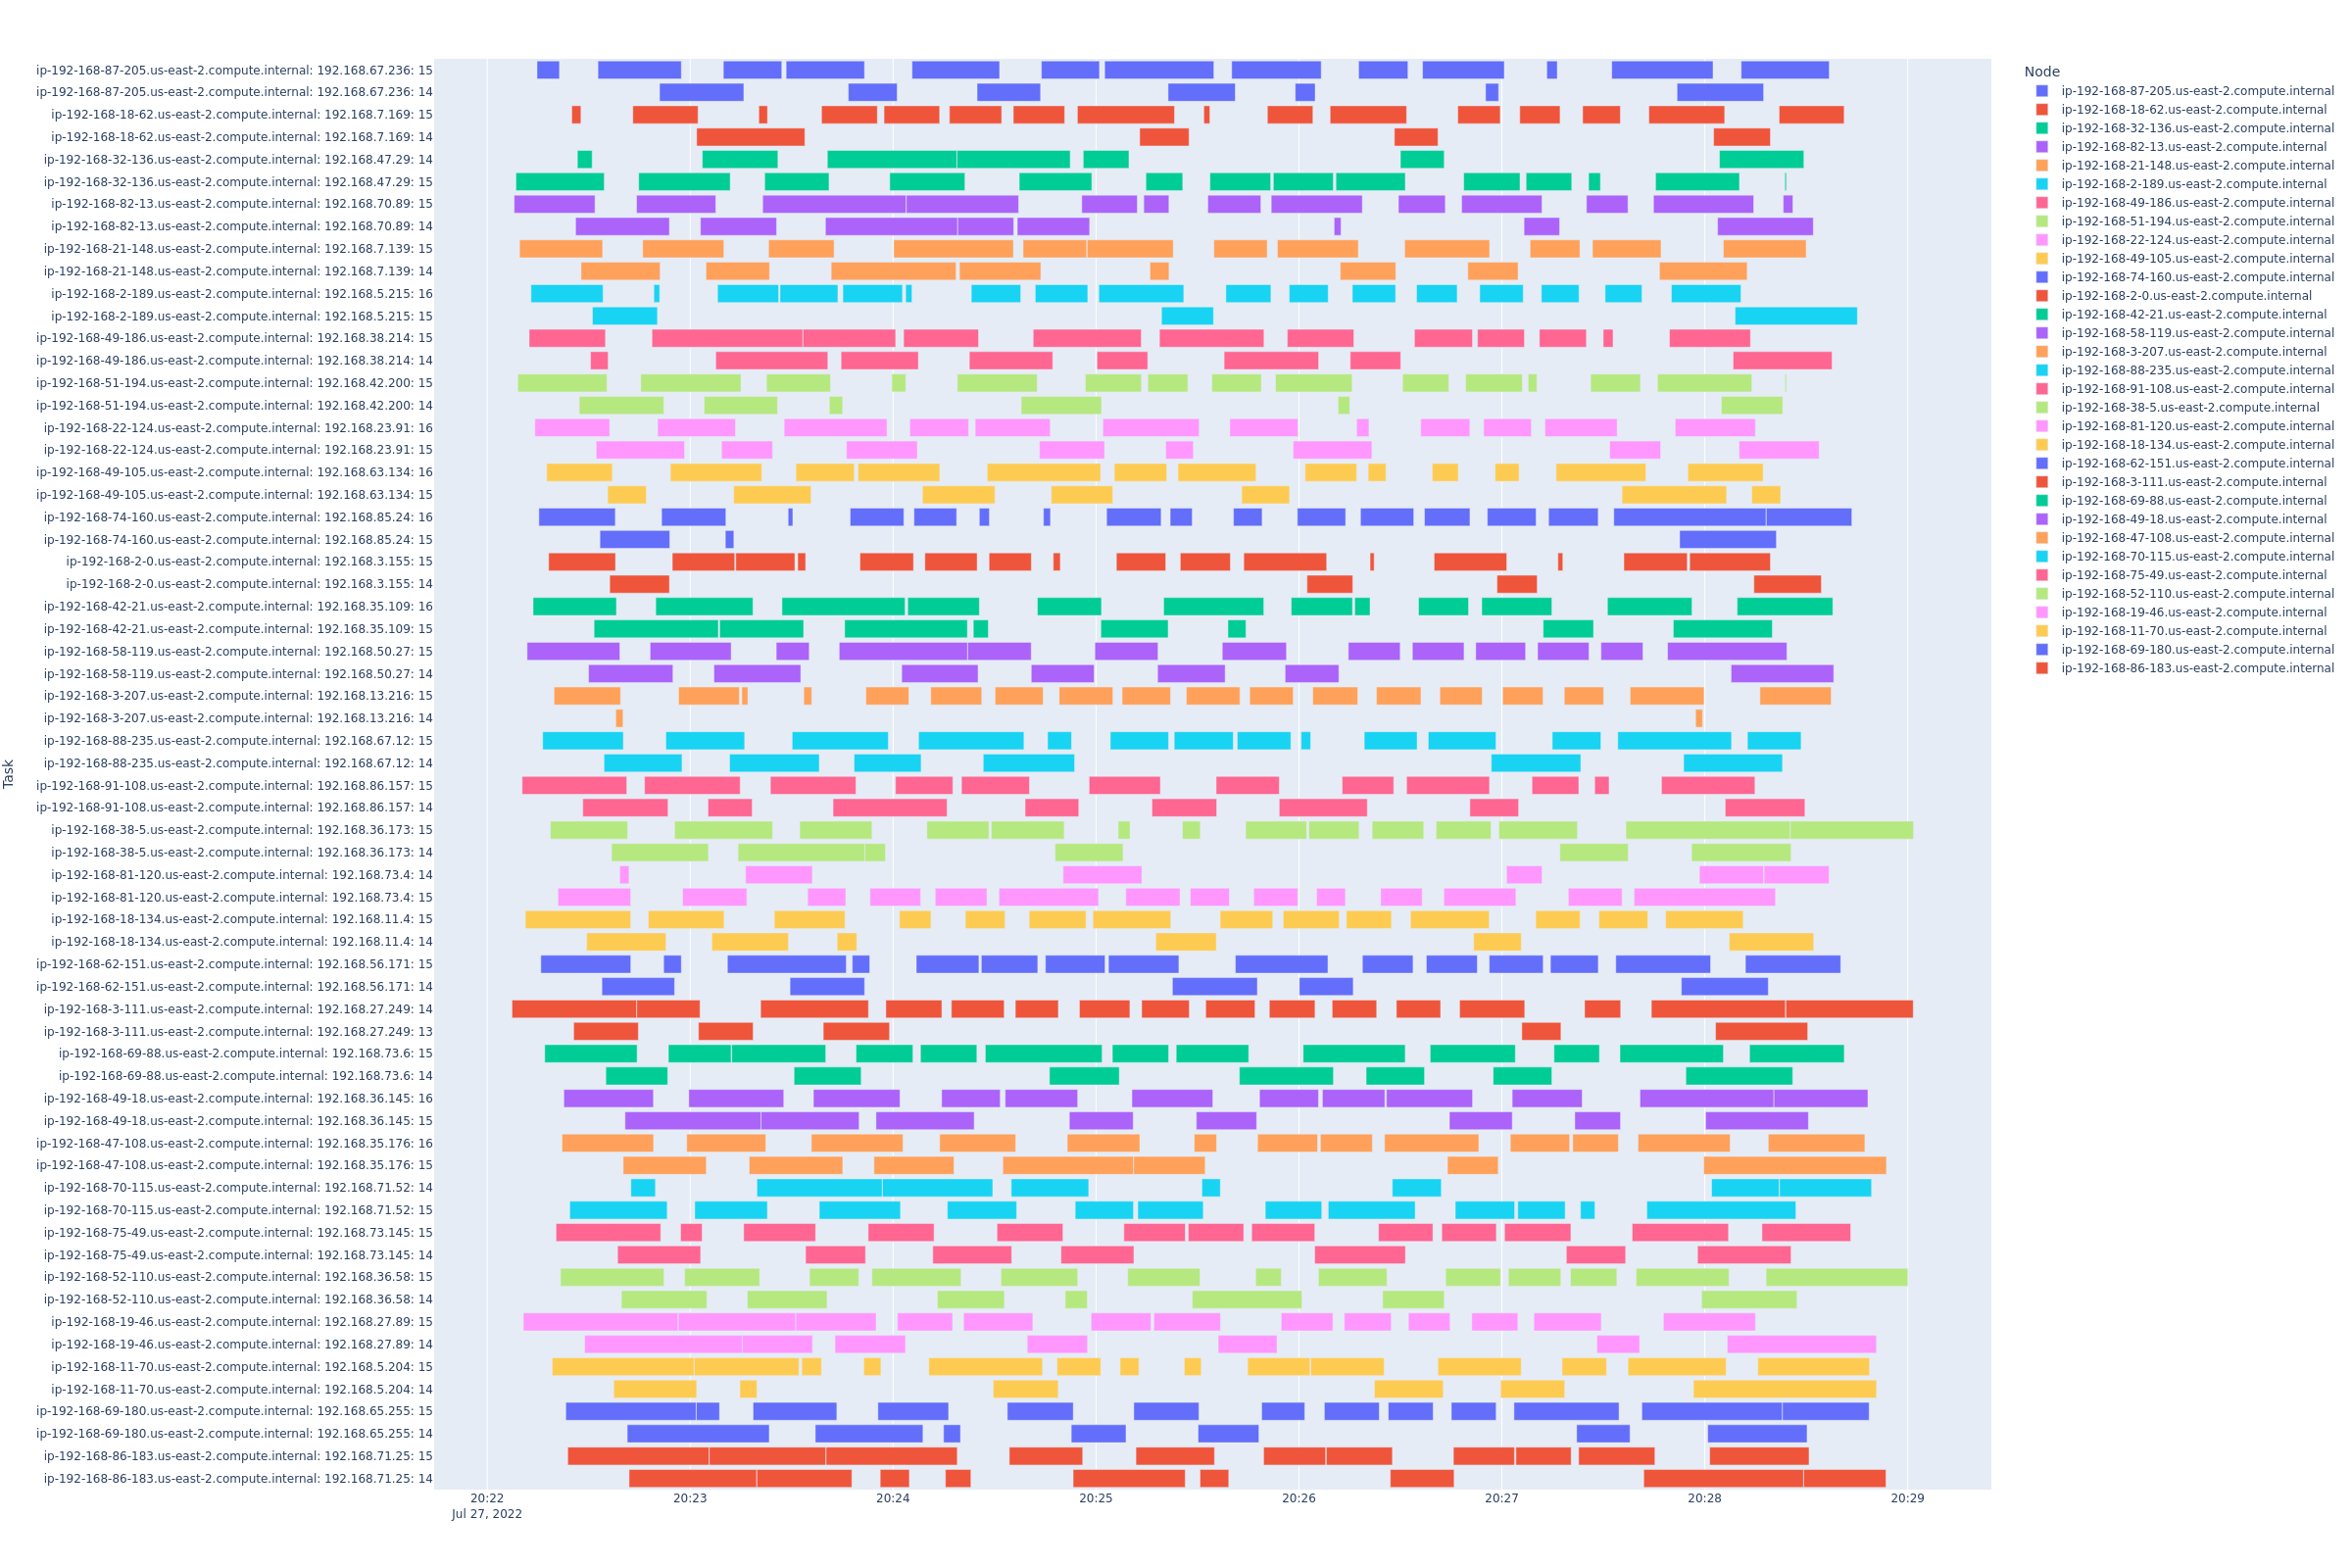 ip-192-168-87-205.us-east-2.compute.internal: 192.168.67.236: 15
ip-192-168-87-205.us-east-2.compute.internal: 192.168.67.236: 14
ip-192-168-18-62.us-east-2.compute.internal: 192.168.7.169: 15
ip-192-168-18-62.us-east-2.compute.internal: 192.168.7.169: 14
ip-192-168-32-136.us-east-2.compute.internal: 192.168.47.29: 14
ip-192-168-32-136.us-east-2.compute.internal: 192.168.47.29: 15
ip-192-168-82-13.us-east-2.compute.internal: 192.168.70.89: 15
ip-192-168-82-13.us-east-2.compute.internal: 192.168.70.89: 14
ip-192-168-21-148.us-east-2.compute.internal: 192.168.7.139: 15
ip-192-168-21-148.us-east-2.compute.internal: 192.168.7.139: 14
ip-192-168-2-189.us-east-2.compute.internal: 192.168.5.215: 16
ip-192-168-2-189.us-east-2.compute.internal: 192.168.5.215: 15
ip-192-168-49-186.us-east-2.compute.internal: 192.168.38.214: 15
ip-192-168-49-186.us-east-2.compute.internal: 192.168.38.214: 14
ip-192-168-51-194.us-east-2.compute.internal: 192.168.42.200: 15
ip-192-168-51-194.us-east-2.compute.internal: 192.168.42.200: 14
ip-192-168-22-124.us-east-2.compute.internal: 192.168.23.91: 16
ip-192-168-22-124.us-east-2.compute.internal: 192.168.23.91: 15
ip-192-168-49-105.us-east-2.compute.internal: 192.168.63.134: 16
ip-192-168-49-105.us-east-2.compute.internal: 192.168.63.134: 15
ip-192-168-74-160.us-east-2.compute.internal: 192.168.85.24: 16
ip-192-168-74-160.us-east-2.compute.internal: 192.168.85.24: 15
ip-192-168-2-0.us-east-2.compute.internal: 192.168.3.155: 15
ip-192-168-2-0.us-east-2.compute.internal: 192.168.3.155: 14
ip-192-168-42-21.us-east-2.compute.internal: 192.168.35.109: 16
ip-192-168-42-21.us-east-2.compute.internal: 192.168.35.109: 15
ip-192-168-58-119.us-east-2.compute.internal: 192.168.50.27: 15
ip-192-168-58-119.us-east-2.compute.internal: 192.168.50.27: 14
ip-192-168-3-207.us-east-2.compute.internal: 192.168.13.216: 15
ip-192-168-3-207.us-east-2.compute.internal: 192.168.13.216: 14
ip-192-168-88-235.us-east-2.compute.internal: 192.168.67.12: 15
ip-192-168-88-235.us-east-2.compute.internal: 192.168.67.12: 14
ip-192-168-91-108.us-east-2.compute.internal: 192.168.86.157: 15
ip-192-168-91-108.us-east-2.compute.internal: 192.168.86.157: 14
ip-192-168-38-5.us-east-2.compute.internal: 192.168.36.173: 15
ip-192-168-38-5.us-east-2.compute.internal: 192.168.36.173: 14
ip-192-168-81-120.us-east-2.compute.internal: 192.168.73.4: 14
ip-192-168-81-120.us-east-2.compute.internal: 192.168.73.4: 15
ip-192-168-18-134.us-east-2.compute.internal: 192.168.11.4: 15
ip-192-168-18-134.us-east-2.compute.internal: 192.168.11.4: 14
ip-192-168-62-151.us-east-2.compute.internal: 192.168.56.171: 15
ip-192-168-62-151.us-east-2.compute.internal: 192.168.56.171: 14
ip-192-168-3-111.us-east-2.compute.internal: 192.168.27.249: 14
ip-192-168-3-111.us-east-2.compute.internal: 192.168.27.249: 13
ip-192-168-69-88.us-east-2.compute.internal: 192.168.73.6: 15
ip-192-168-69-88.us-east-2.compute.internal: 192.168.73.6: 14
ip-192-168-49-18.us-east-2.compute.internal: 192.168.36.145: 16
ip-192-168-49-18.us-east-2.compute.internal: 192.168.36.145: 15
ip-192-168-47-108.us-east-2.compute.internal: 192.168.35.176: 16
ip-192-168-47-108.us-east-2.compute.internal: 192.168.35.176: 15
ip-192-168-70-115.us-east-2.compute.internal: 192.168.71.52: 14
ip-192-168-70-115.us-east-2.compute.internal: 192.168.71.52: 15
ip-192-168-75-49.us-east-2.compute.internal: 192.168.73.145: 15
ip-192-168-75-49.us-east-2.compute.internal: 192.168.73.145: 14
ip-192-168-52-110.us-east-2.compute.internal: 192.168.36.58: 15
ip-192-168-52-110.us-east-2.compute.internal: 192.168.36.58: 14
ip-192-168-19-46.us-east-2.compute.internal: 192.168.27.89: 15
ip-192-168-19-46.us-east-2.compute.internal: 192.168.27.89: 14
ip-192-168-11-70.us-east-2.compute.internal: 192.168.5.204: 15
ip-192-168-11-70.us-east-2.compute.internal: 192.168.5.204: 14
ip-192-168-69-180.us-east-2.compute.internal: 192.168.65.255: 15
ip-192-168-69-180.us-east-2.compute.internal: 192.168.65.255: 14
ip-192-168-86-183.us-east-2.compute.internal: 192.168.71.25: 15
ip-192-168-86-183.us-east-2.compute.internal: 192.168.71.25: 14
Task
20:22 20:23 20:24 20:25 20:26 20:27 20:28 20:29
Jul 27, 2022
Node
ip-192-168-87-205.us-east-2.compute.internal
ip-192-168-18-62.us-east-2.compute.internal
ip-192-168-32-136.us-east-2.compute.internal
ip-192-168-82-13.us-east-2.compute.internal
ip-192-168-21-148.us-east-2.compute.internal
ip-192-168-2-189.us-east-2.compute.internal
ip-192-168-49-186.us-east-2.compute.internal
ip-192-168-51-194.us-east-2.compute.internal
ip-192-168-22-124.us-east-2.compute.internal
ip-192-168-49-105.us-east-2.compute.internal
ip-192-168-74-160.us-east-2.compute.internal
ip-192-168-2-0.us-east-2.compute.internal
ip-192-168-42-21.us-east-2.compute.internal
ip-192-168-58-119.us-east-2.compute.internal
ip-192-168-3-207.us-east-2.compute.internal
ip-192-168-88-235.us-east-2.compute.internal
ip-192-168-91-108.us-east-2.compute.internal
ip-192-168-38-5.us-east-2.compute.internal
ip-192-168-81-120.us-east-2.compute.internal
ip-192-168-18-134.us-east-2.compute.internal
ip-192-168-62-151.us-east-2.compute.internal
ip-192-168-3-111.us-east-2.compute.internal
ip-192-168-69-88.us-east-2.compute.internal
ip-192-168-49-18.us-east-2.compute.internal
ip-192-168-47-108.us-east-2.compute.internal
ip-192-168-70-115.us-east-2.compute.internal
ip-192-168-75-49.us-east-2.compute.internal
ip-192-168-52-110.us-east-2.compute.internal
ip-192-168-19-46.us-east-2.compute.internal
ip-192-168-11-70.us-east-2.compute.internal
ip-192-168-69-180.us-east-2.compute.internal
ip-192-168-86-183.us-east-2.compute.internal